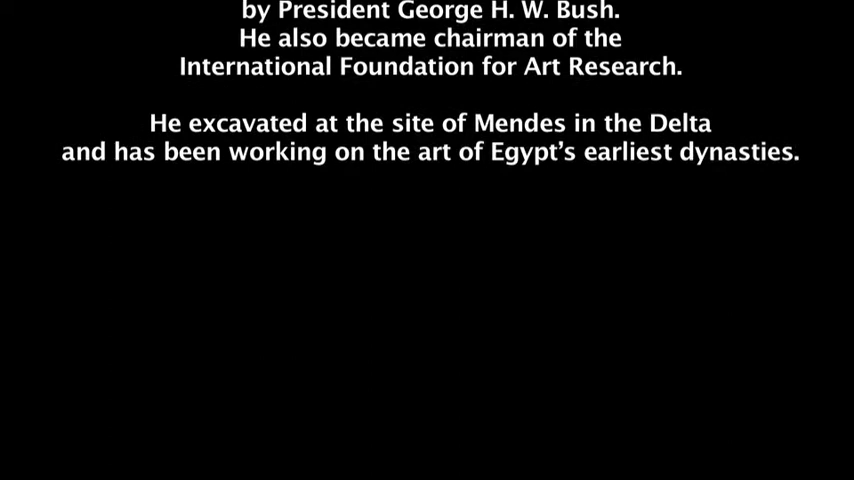 by President George H. W. Bush.
He also became chairman of the
International Foundation for Art Research.
He excavated at the site of Mendes in the Delta
and has been working on the art of Egypt’s earliest dynasties.